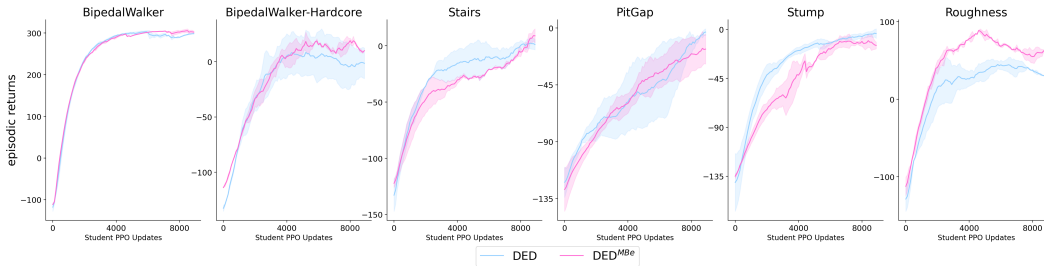 BipedalWalker
BipedalWalker-Hardcore
Stairs
PitGap
Stump
Roughness
episodic returns
300
200
100
0
−100
0
−50
−100
0
−50
−100
−150
0
−45
−90
−135
0
−45
−90
−135
100
0
−100
0 4000 8000
0 4000 8000
0 4000 8000
0 4000 8000
0 4000 8000
0 4000 8000
Student PPO Updates
Student PPO Updates
Student PPO Updates
Student PPO Updates
Student PPO Updates
Student PPO Updates
DED DED^MBe